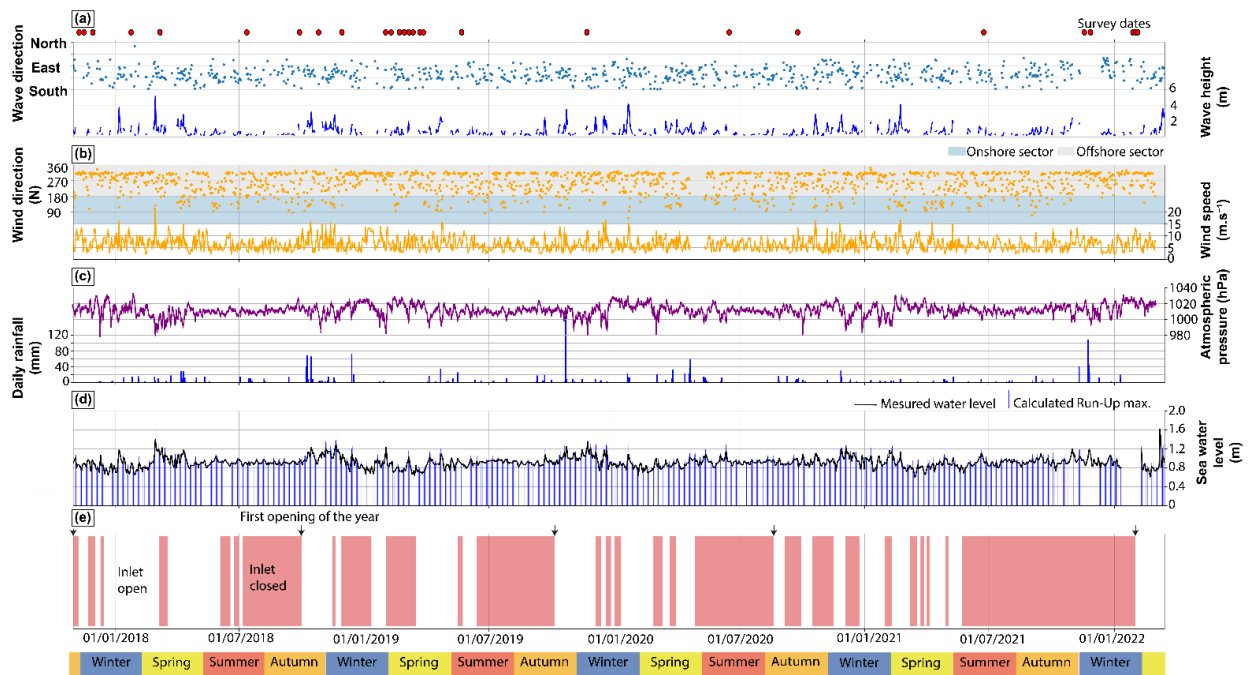 (a)
Survey dates
Wave direction
North
East
South
6
4
2
Wave height
(m)
(b)
Onshore sector
Offshore sector
Wind direction
(N)
360
270
180
90
20
15
10
5
0
Wind speed
(m.s⁻¹)
(c)
1040
1020
1000
980
Atmospheric
pressure (hPa)
Daily rainfall
(mm)
120
80
40
0
(d)
Mesured water level
Calculated Run-Up max.
2.0
1.6
1.2
0.8
0.4
0
Sea water
level
(m)
(e)
First opening of the year
Inlet
open
Inlet
closed
01/01/2018
01/07/2018
01/01/2019
01/07/2019
01/01/2020
01/07/2020
01/01/2021
01/07/2021
01/01/2022
Winter
Spring
Summer
Autumn
Winter
Spring
Summer
Autumn
Winter
Spring
Summer
Autumn
Winter
Spring
Summer
Autumn
Winter